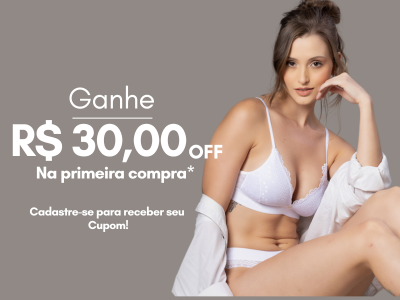 Ganhe
R$ 30,00 OFF
Na primeira compra*
Cadastre-se para receber seu
Cupom!